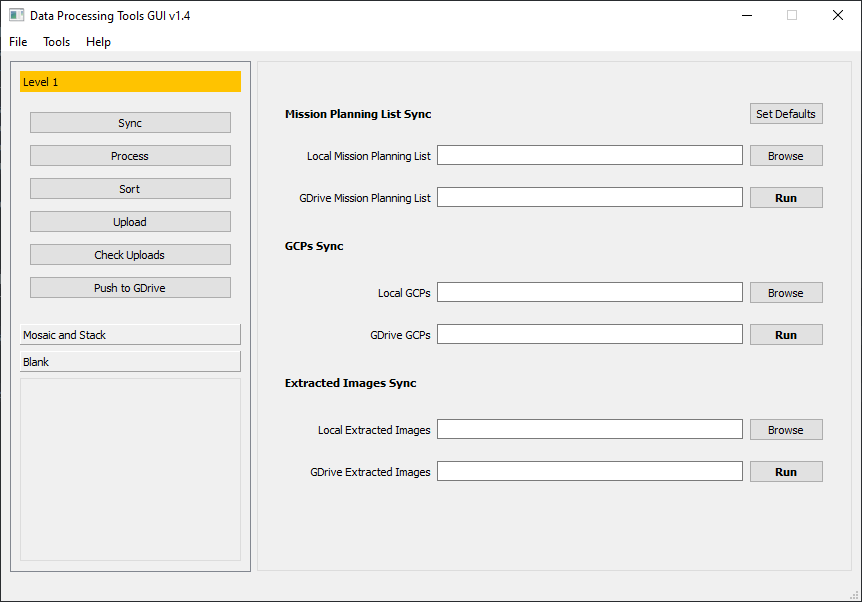 Data Processing Tools GUI v1.4
File Tools Help
Level 1
Sync
Process
Sort
Upload
Check Uploads
Push to GDrive
Mosaic and Stack
Blank
Mission Planning List Sync
Set Defaults
Local Mission Planning List
Browse
GDrive Mission Planning List
Run
GCPs Sync
Local GCPs
Browse
GDrive GCPs
Run
Extracted Images Sync
Local Extracted Images
Browse
GDrive Extracted Images
Run